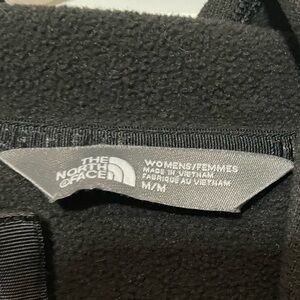 THE
NORTH
FACE
WOMENS/FEMMES
MADE IN VIETNAM
FABRIQUÉ AU VIETNAM
M/M